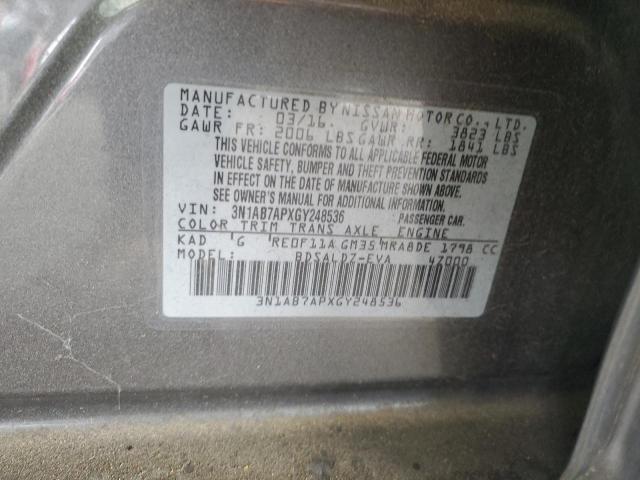 MANUFACTURED BY NISSAN MOTOR CO., LTD.
DATE: 03/16 GVWR: 3823 LBS
GAWR FR: 2006 LBS GAWR RR: 1841 LBS
THIS VEHICLE CONFORMS TO ALL APPLICABLE FEDERAL MOTOR
VEHICLE SAFETY, BUMPER AND THEFT PREVENTION STANDARDS
IN EFFECT ON THE DATE OF MANUFACTURE SHOWN ABOVE.
SEE OWNER'S MANUAL FOR ADDITIONAL INFORMATION.
VIN: 3N1AB7APXGY248536 PASSENGER CAR.
COLOR TRIM TRANS AXLE ENGINE
KAD 'G 'RE0F11A GM35 MRA8DE 1798 CC
MODEL: BDSALDZ-EVA 4Z000
3N1AB7APXGY248536